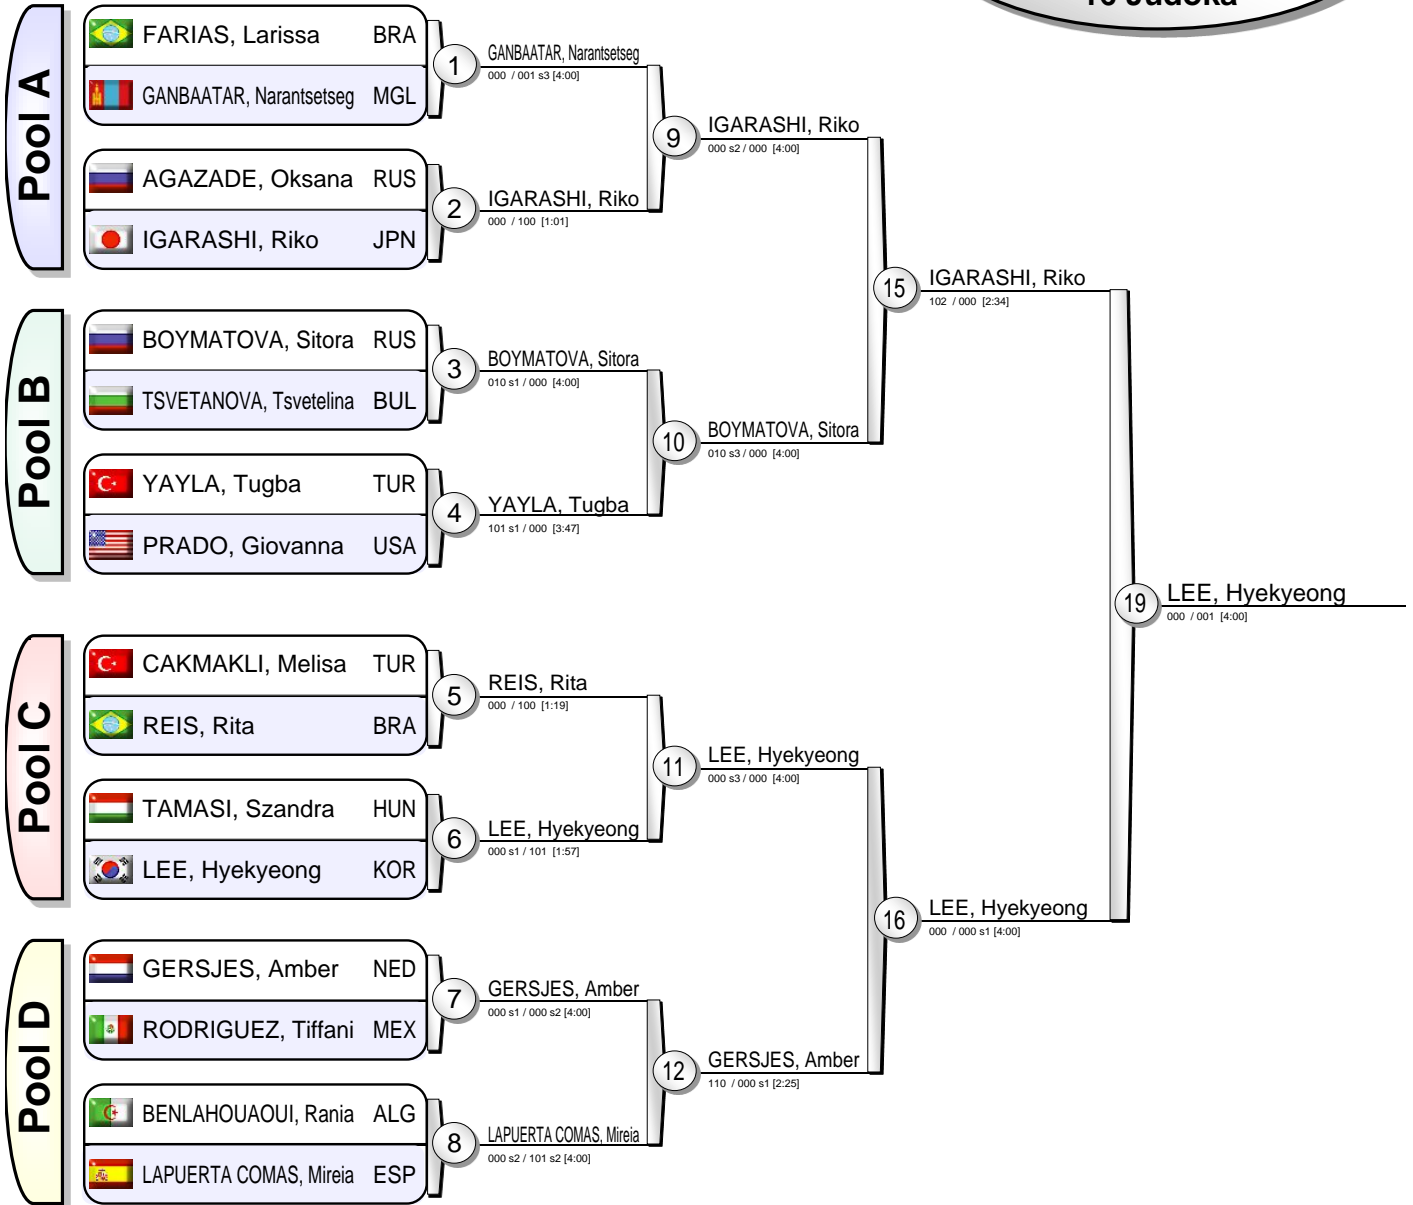 16 Judoka
Pool A
FARIAS, Larissa BRA
GANBAATAR, Narantsetseg MGL
AGAZADE, Oksana RUS
IGARASHI, Riko JPN
Pool B
BOYMATOVA, Sitora RUS
TSVETANOVA, Tsvetelina BUL
YAYLA, Tugba TUR
PRADO, Giovanna USA
Pool C
CAKMAKLI, Melisa TUR
REIS, Rita BRA
TAMASI, Szandra HUN
LEE, Hyekyeong KOR
Pool D
GERSJES, Amber NED
RODRIGUEZ, Tiffani MEX
BENLAHOUAOUI, Rania ALG
LAPUERTA COMAS, Mireia ESP
1
GANBAATAR, Narantsetseg
000 / 001 s3 [4:00]
2
IGARASHI, Riko
000 / 100 [1:01]
3
BOYMATOVA, Sitora
010 s1 / 000 [4:00]
4
YAYLA, Tugba
101 s1 / 000 [3:47]
5
REIS, Rita
000 / 100 [1:19]
6
LEE, Hyekyeong
000 s1 / 101 [1:57]
7
GERSJES, Amber
000 s1 / 000 s2 [4:00]
8
LAPUERTA COMAS, Mireia
000 s2 / 101 s2 [4:00]
9
IGARASHI, Riko
000 s2 / 000 [4:00]
10
BOYMATOVA, Sitora
010 s3 / 000 [4:00]
11
LEE, Hyekyeong
000 s3 / 000 [4:00]
12
GERSJES, Amber
110 / 000 s1 [2:25]
15
IGARASHI, Riko
102 / 000 [2:34]
16
LEE, Hyekyeong
000 / 000 s1 [4:00]
19
LEE, Hyekyeong
000 / 001 [4:00]